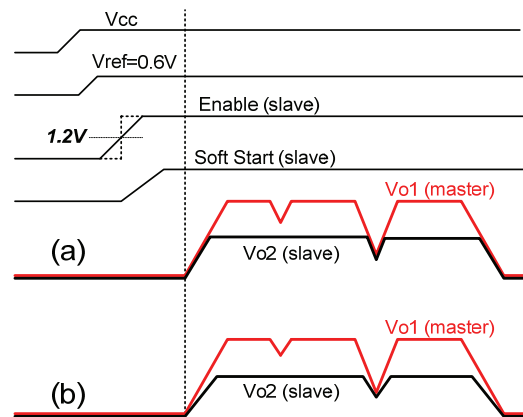 Vcc
Vref=0.6V
Enable (slave)
1.2V
Soft Start (slave)
Vo1 (master)
(a)
Vo2 (slave)
Vo1 (master)
(b)
Vo2 (slave)